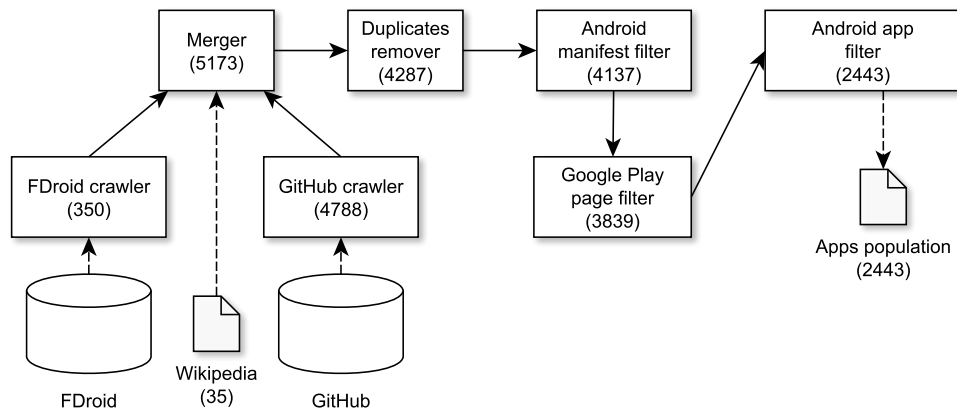 Merger
(5173)
Duplicates
remover
(4287)
Android
manifest filter
(4137)
Android app
filter
(2443)
FDroid crawler
(350)
GitHub crawler
(4788)
Google Play
page filter
(3839)
Apps population
(2443)
Wikipedia
(35)
FDroid
GitHub